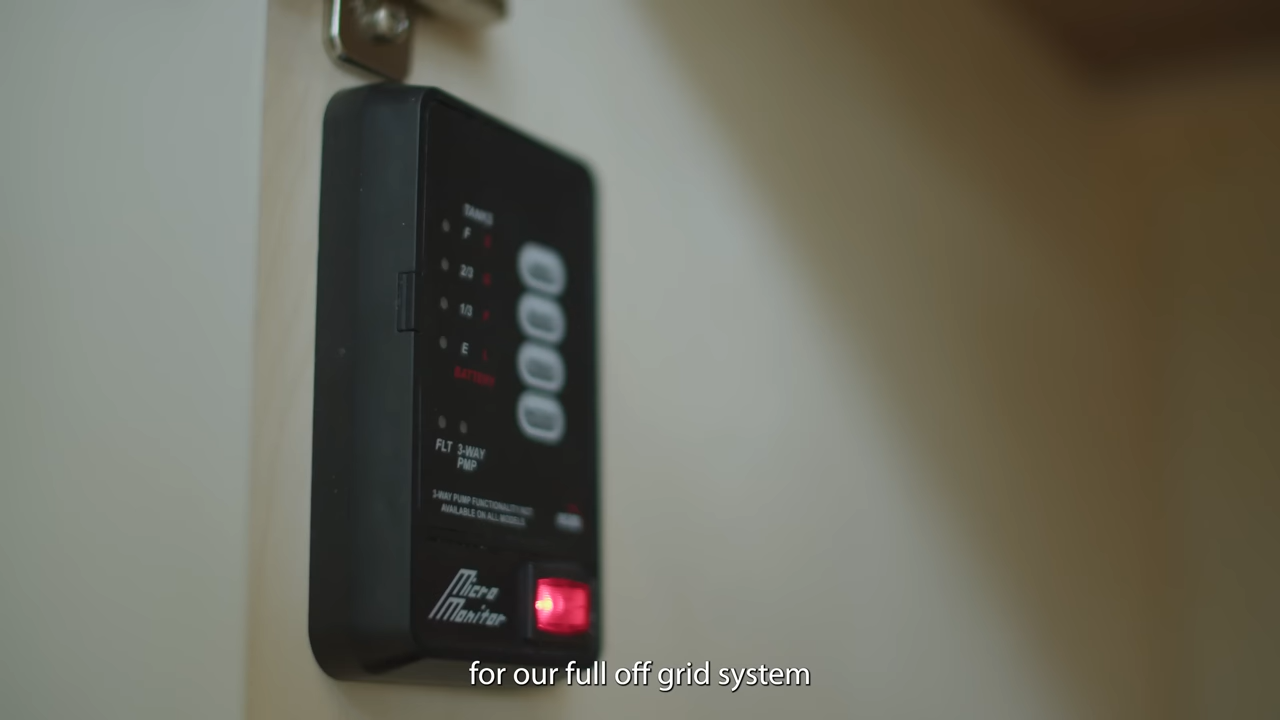 TANKS
F
2/3
1/3
E L
BATTERY
FLT 3-WAY
PMP
3-WAY PUMP FUNCTIONALITY NOT
AVAILABLE ON ALL MODELS
Micro
Monitor
for our full off grid system